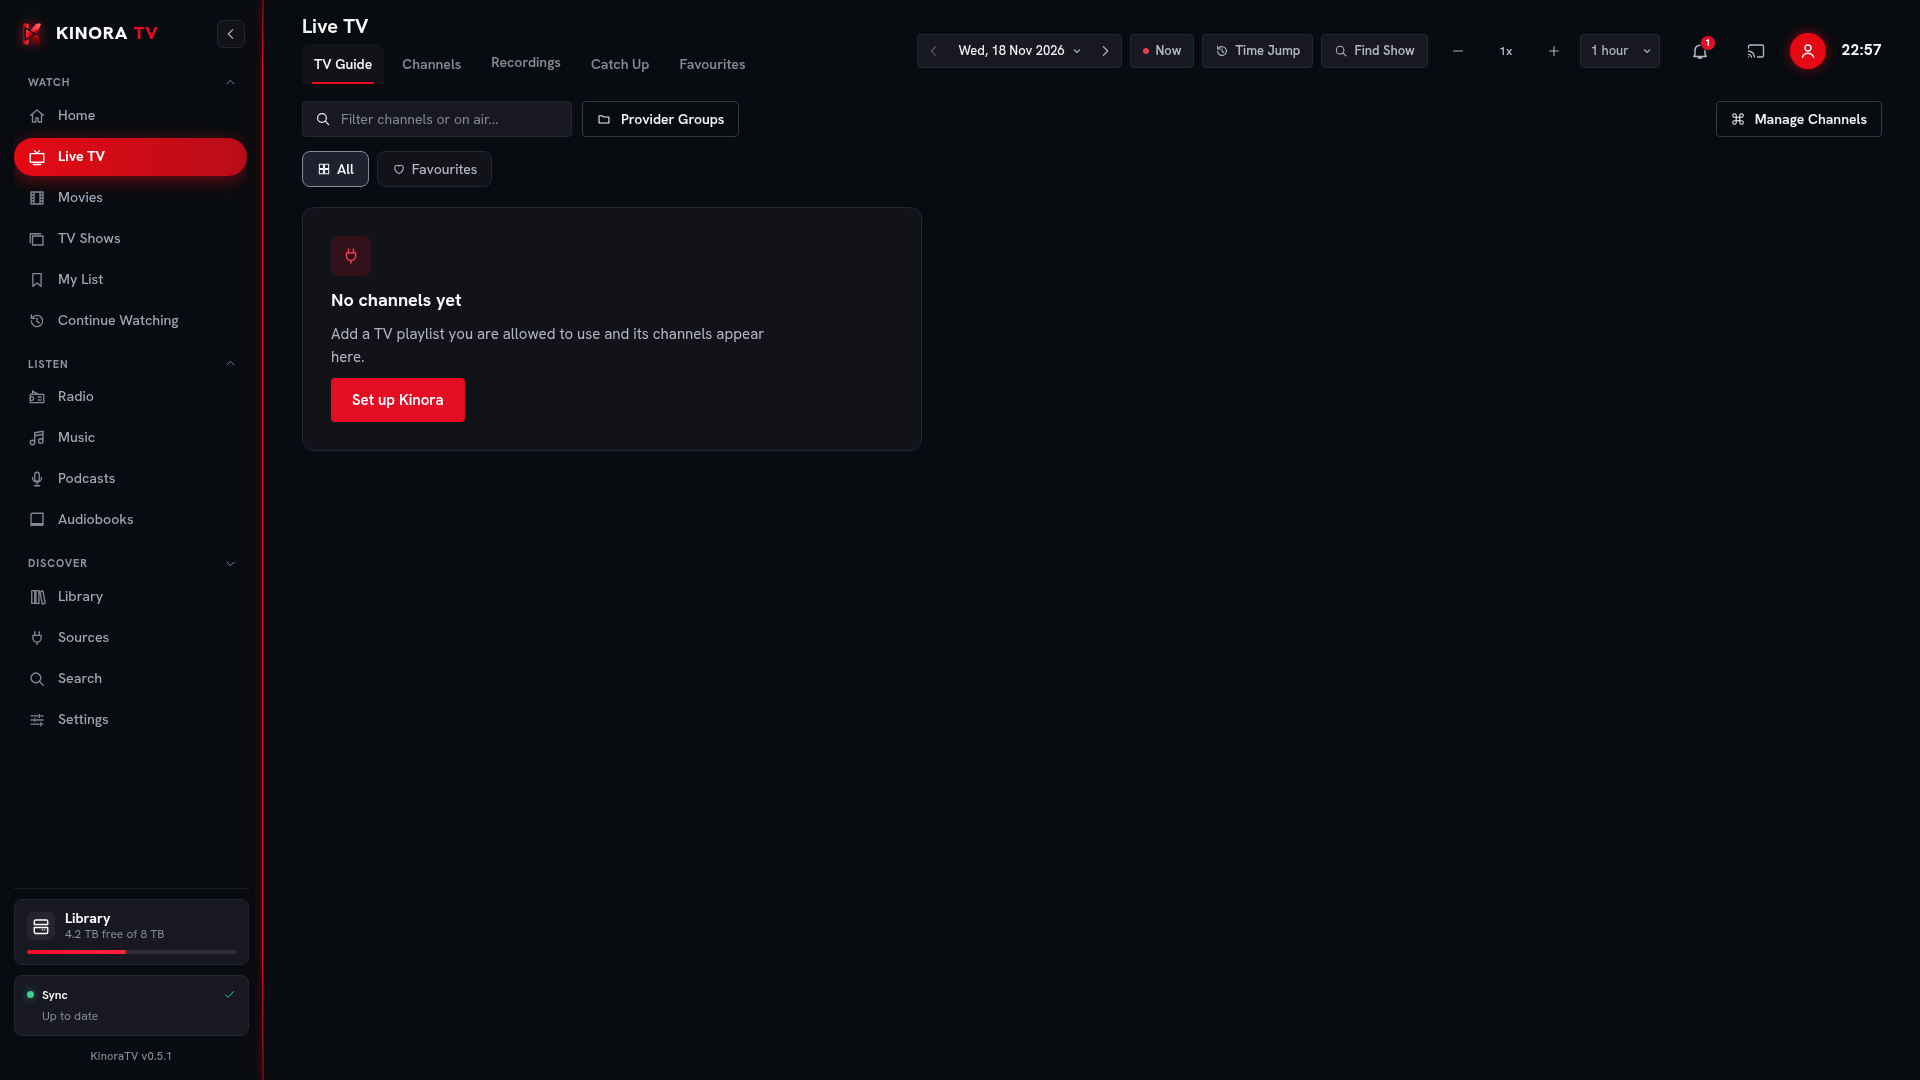 KINORA TV
WATCH
Home
Live TV
Movies
TV Shows
My List
Continue Watching
LISTEN
Radio
Music
Podcasts
Audiobooks
DISCOVER
Library
Sources
Search
Settings
Library
4.2 TB free of 8 TB
Sync
Up to date
KinoraTV v0.5.1
Live TV
TV Guide
Channels
Recordings
Catch Up
Favourites
Wed, 18 Nov 2026
Now
Time Jump
Find Show
1x
1 hour
1
22:57
Filter channels or on air...
Provider Groups
Manage Channels
All
Favourites
No channels yet
Add a TV playlist you are allowed to use and its channels appear
here.
Set up Kinora